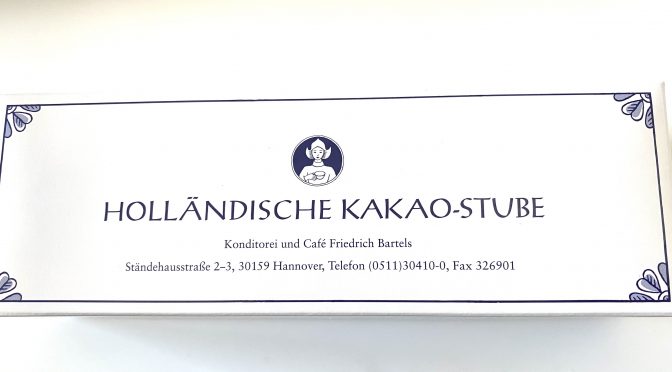 HOLLÄNDISCHE KAKAO-STUBE
Konditorei und Café Friedrich Bartels
Ständehausstraße 2–3, 30159 Hannover, Telefon (0511)30410-0, Fax 326901